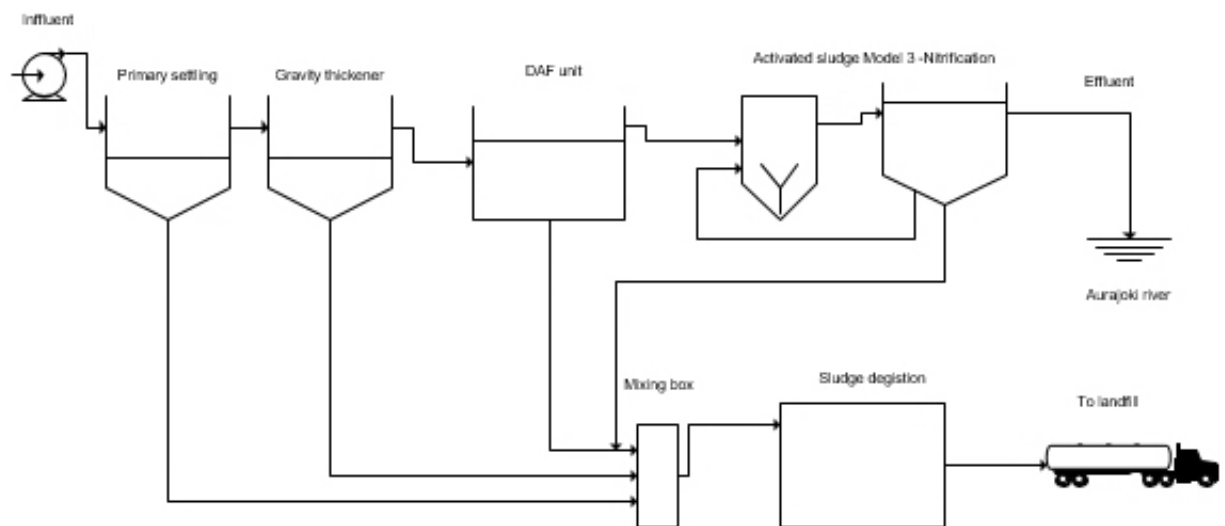 Inffluent
Primary settling
Gravity thickener
DAF unit
Activated sludge Model 3 -Nitrification
Effluent
Aurajoki river
Mixing box
Sludge degistion
To landfill